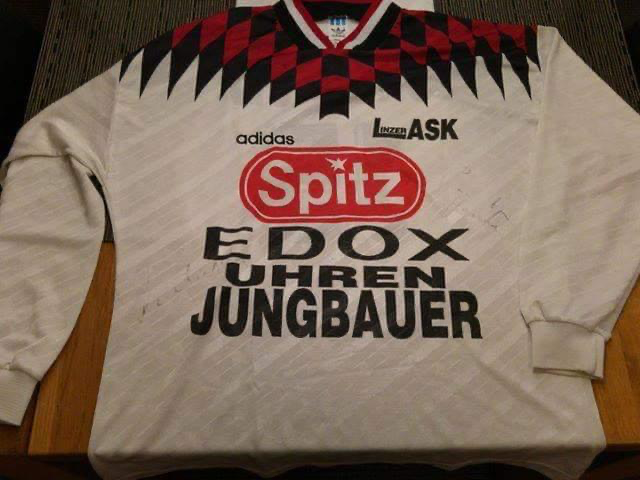 adidas
LINZER ASK
Spitz
EDOX
UHREN
JUNGBAUER